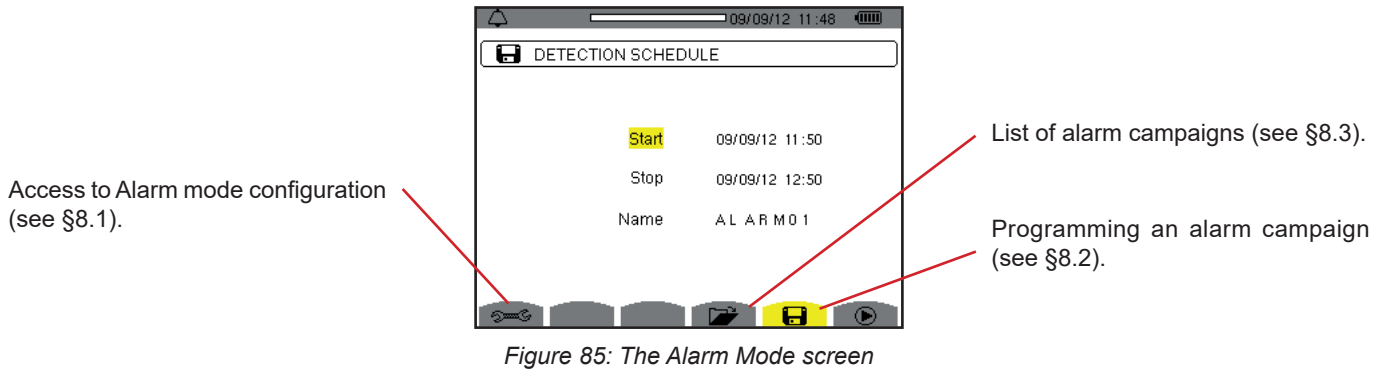 09/09/12 11:48
DETECTION SCHEDULE
Start 09/09/12 11:50
Stop 09/09/12 12:50
Name ALARM01
Access to Alarm mode configuration
(see §8.1).
List of alarm campaigns (see §8.3).
Programming an alarm campaign
(see §8.2).
Figure 85: The Alarm Mode screen